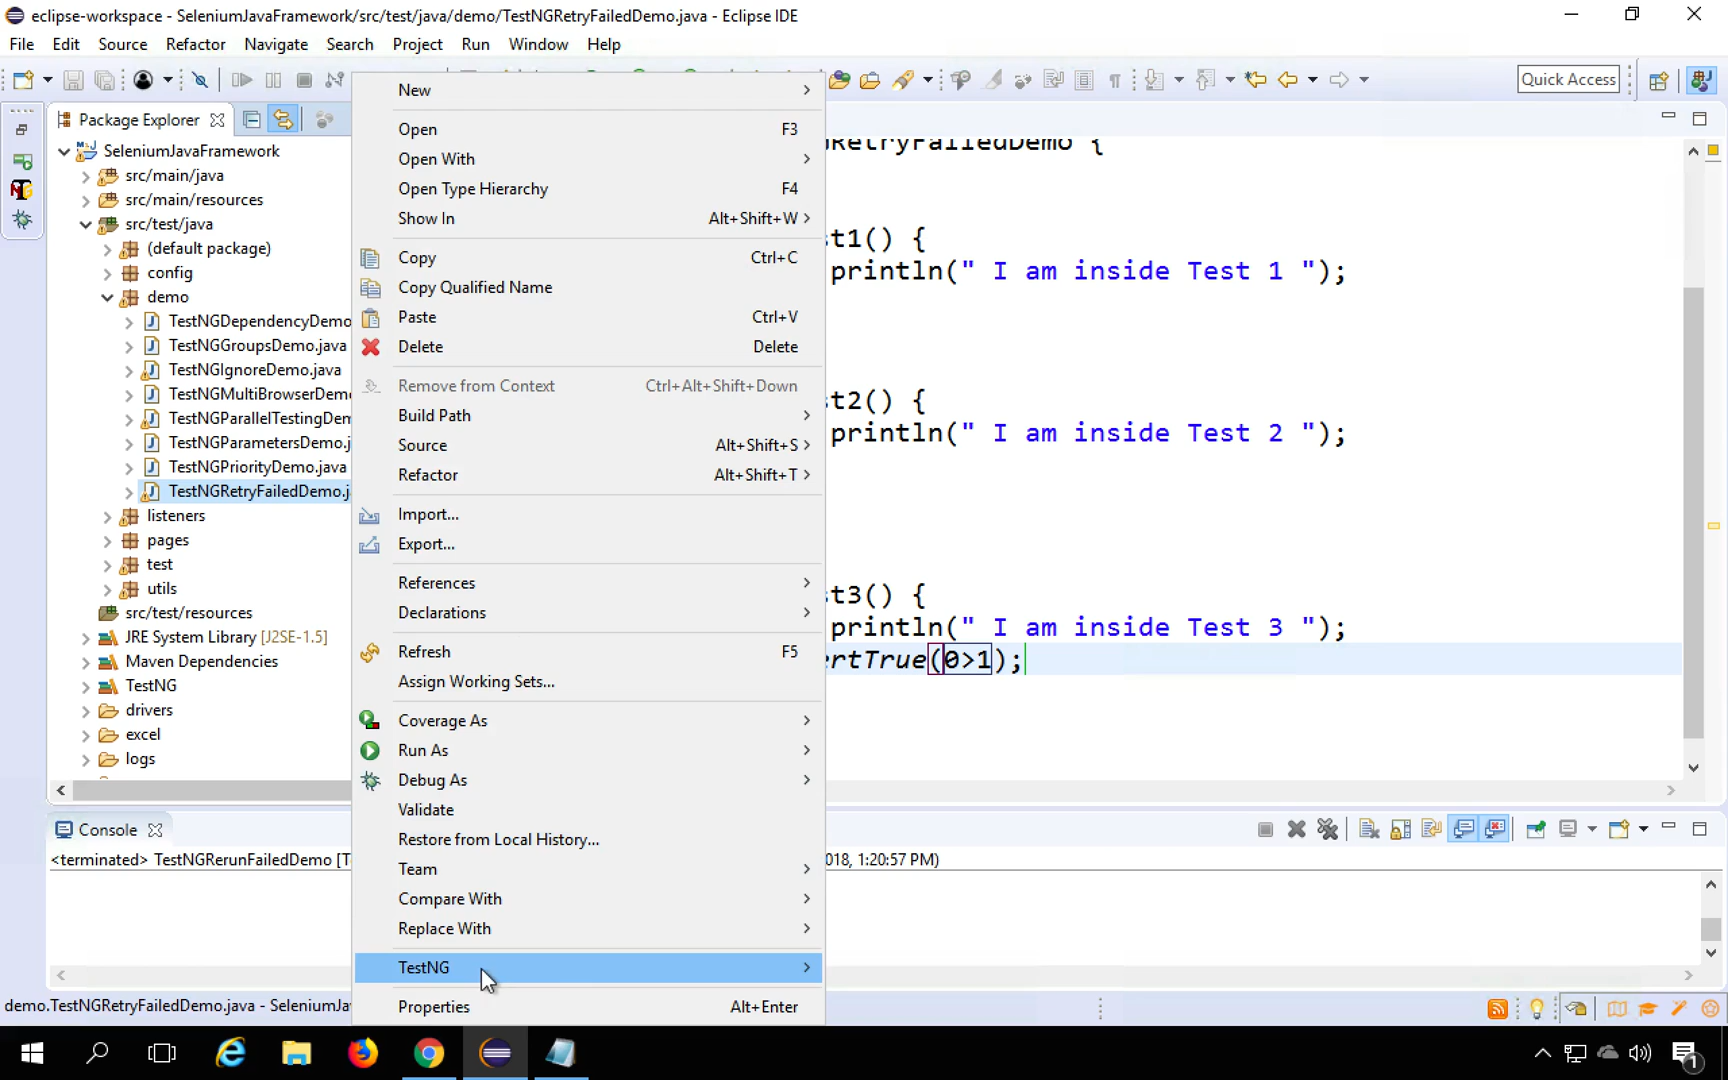 eclipse-workspace - SeleniumJavaFramework/src/test/java/demo/TestNGRetryFailedDemo.java - Eclipse IDE
File Edit Source Refactor Navigate Search Project Run Window Help
Quick Access
Package Explorer
SeleniumJavaFramework
src/main/java
src/main/resources
src/test/java
(default package)
config
demo
TestNGDependencyDemo
TestNGGroupsDemo.java
TestNGIgnoreDemo.java
TestNGMultiBrowserDemo
TestNGParallelTestingDem
TestNGParametersDemo.j
TestNGPriorityDemo.java
TestNGRetryFailedDemo.j
listeners
pages
test
utils
src/test/resources
JRE System Library [J2SE-1.5]
Maven Dependencies
TestNG
drivers
excel
logs
New
Open F3
Open With
Open Type Hierarchy F4
Show In Alt+Shift+W
Copy Ctrl+C
Copy Qualified Name
Paste Ctrl+V
Delete Delete
Remove from Context Ctrl+Alt+Shift+Down
Build Path
Source Alt+Shift+S
Refactor Alt+Shift+T
Import...
Export...
References
Declarations
Refresh F5
Assign Working Sets...
Coverage As
Run As
Debug As
Validate
Restore from Local History...
Team
Compare With
Replace With
TestNG
Properties Alt+Enter
RetryFailedDemo {
st1() {
println(" I am inside Test 1 ");
st2() {
println(" I am inside Test 2 ");
st3() {
println(" I am inside Test 3 ");
ertTrue(0>1);
Console
<terminated> TestNGRerunFailedDemo [T
018, 1:20:57 PM)
demo.TestNGRetryFailedDemo.java - SeleniumJa
1